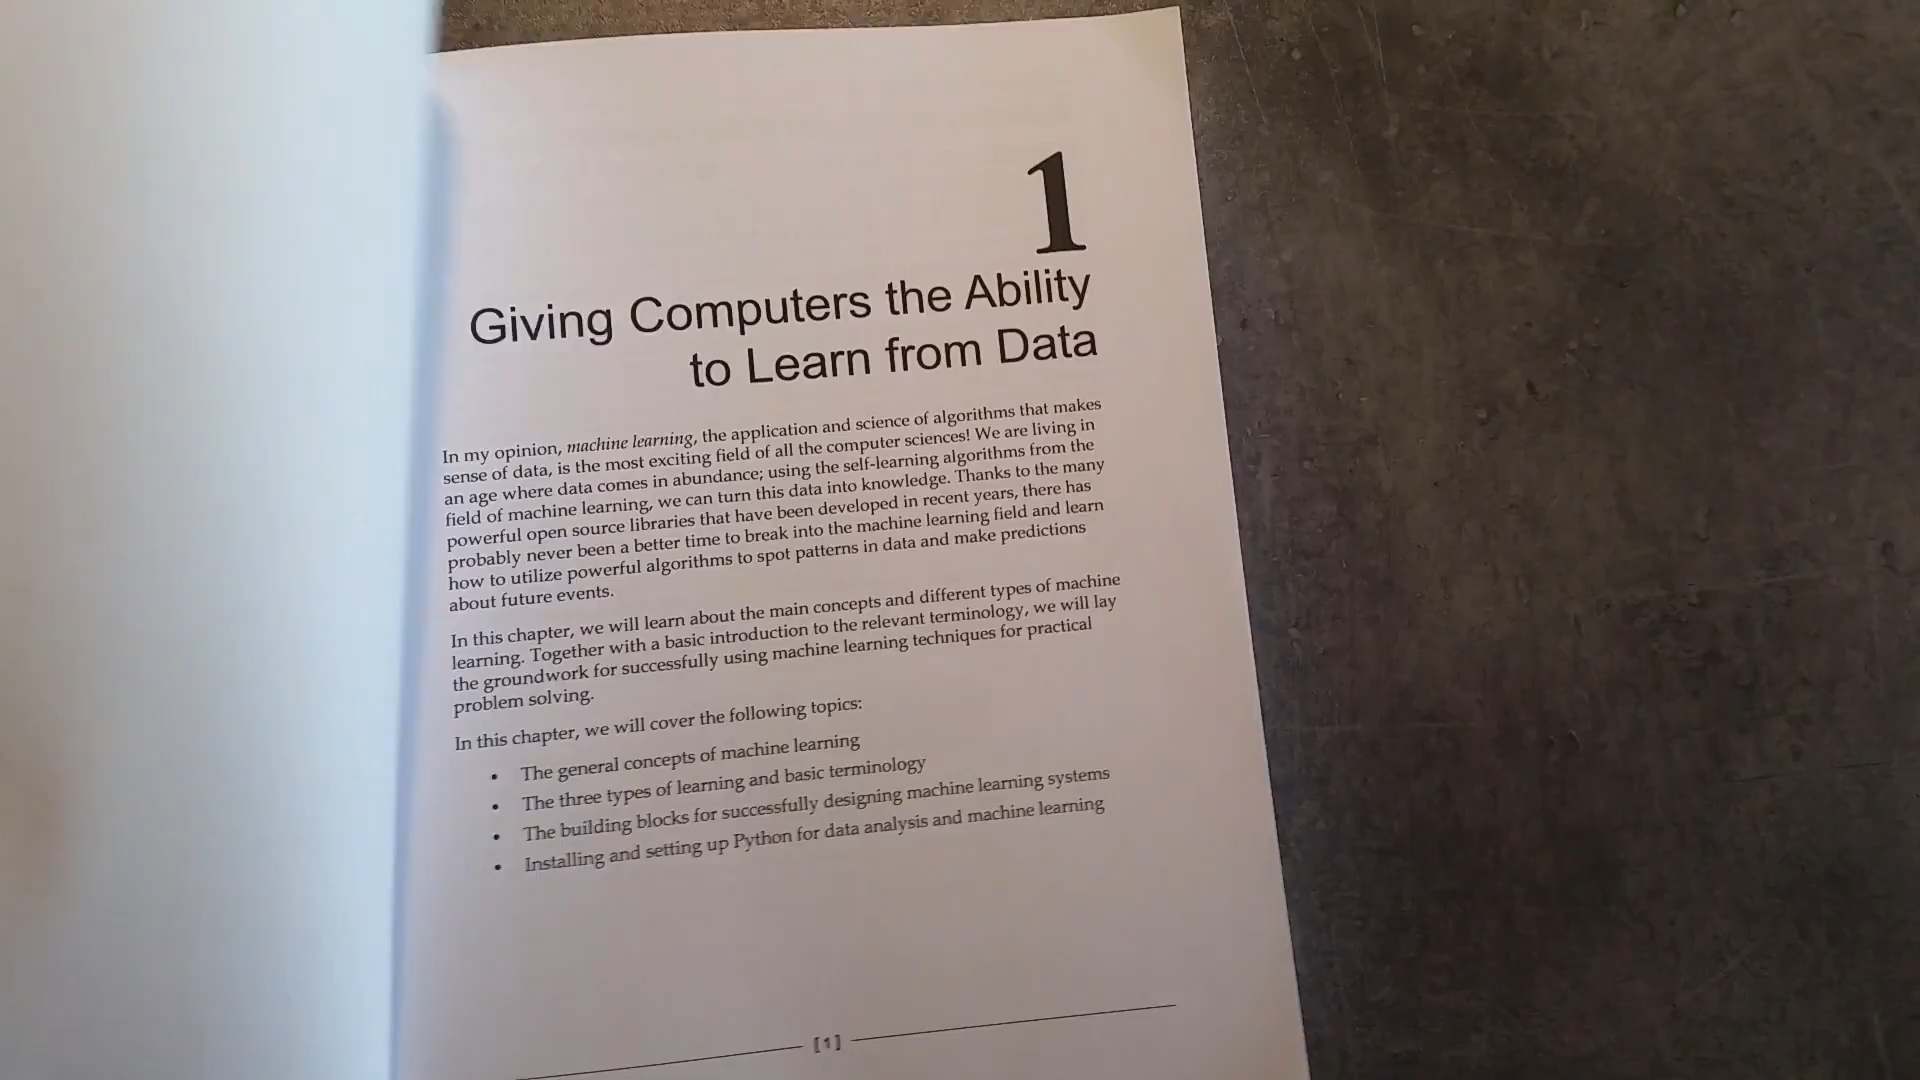 1
Giving Computers the Ability
to Learn from Data
In my opinion, machine learning, the application and science of algorithms that makes
sense of data, is the most exciting field of all the computer sciences! We are living in
an age where data comes in abundance; using the self-learning algorithms from the
field of machine learning, we can turn this data into knowledge. Thanks to the many
powerful open source libraries that have been developed in recent years, there has
probably never been a better time to break into the machine learning field and learn
how to utilize powerful algorithms to spot patterns in data and make predictions
about future events.
In this chapter, we will learn about the main concepts and different types of machine
learning. Together with a basic introduction to the relevant terminology, we will lay
the groundwork for successfully using machine learning techniques for practical
problem solving.
In this chapter, we will cover the following topics:
• The general concepts of machine learning
• The three types of learning and basic terminology
• The building blocks for successfully designing machine learning systems
• Installing and setting up Python for data analysis and machine learning
[1]